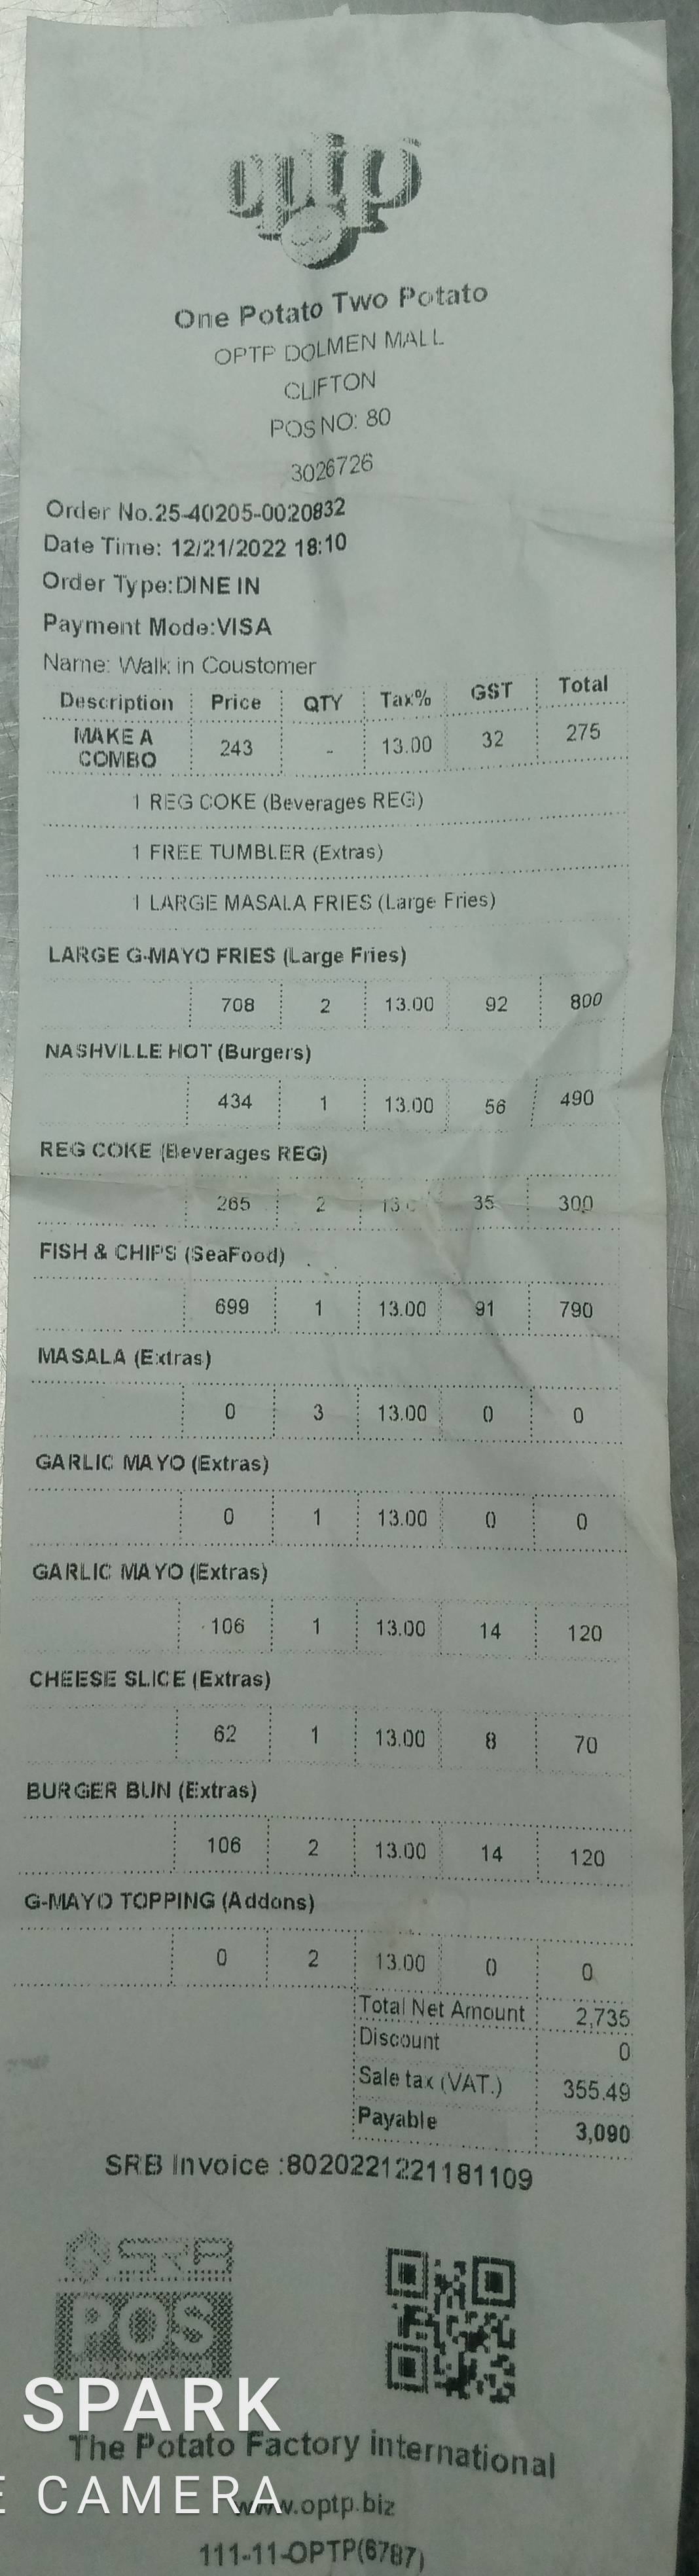 optp
One Potato Two Potato
OPTP DOLMEN MALL
CLIFTON
POS NO: 80
3026726
Order No.25-40205-0020832
Date Time: 12/21/2022 18:10
Order Type:DINE IN
Payment Mode:VISA
Name: Walk in Coustomer
Description Price QTY Tax% GST Total
MAKE A COMBO 243 - 13.00 32 275
1 REG COKE (Beverages REG)
1 FREE TUMBLER (Extras)
1 LARGE MASALA FRIES (Large Fries)
LARGE G-MAYO FRIES (Large Fries)
708 2 13.00 92 800
NASHVILLE HOT (Burgers)
434 1 13.00 56 490
REG COKE (Beverages REG)
265 2 35 300
FISH & CHIPS (SeaFood)
699 1 13.00 91 790
MASALA (Extras)
0 3 13.00 0 0
GARLIC MAYO (Extras)
0 1 13.00 0 0
GARLIC MAYO (Extras)
106 1 13.00 14 120
CHEESE SLICE (Extras)
62 1 13.00 8 70
BURGER BUN (Extras)
106 2 13.00 14 120
G-MAYO TOPPING (Addons)
0 2 13.00 0 0
Total Net Amount 2,735
Discount 0
Sale tax (VAT.) 355.49
Payable 3,090
SRB Invoice :8020221221181109
POS
SPARK
The Potato Factory international
E CAMERA
www.optp.biz
111-11-OPTP(6787)